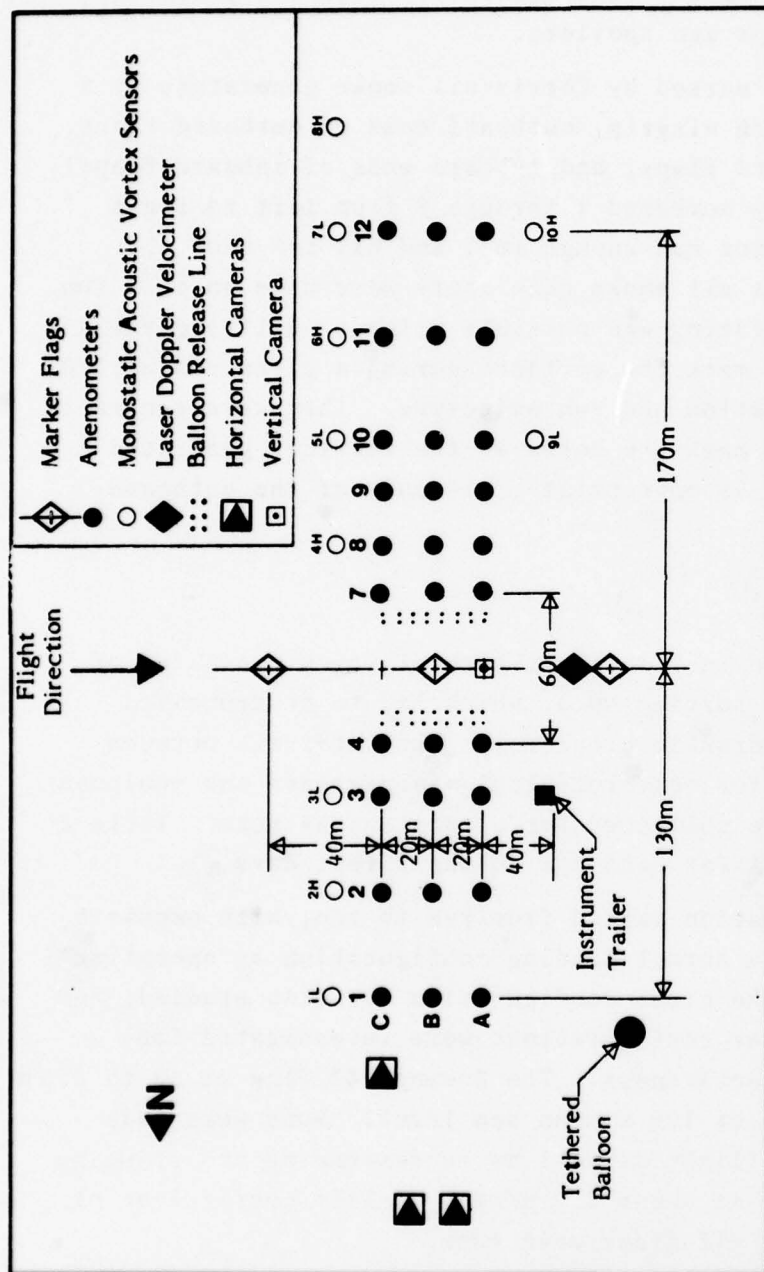 Marker Flags
Anemometers
Monostatic Acoustic Vortex Sensors
Laser Doppler Velocimeter
Balloon Release Line
Horizontal Cameras
Vertical Camera
Flight
Direction
N
1L 2H 3L 4H 5L 6H 7L 8H
1 2 3 4 7 8 9 10 11 12
C
B
A
40m
20m
20m
40m
9L 10H
60m
Instrument
Trailer
Tethered
Balloon
130m 170m